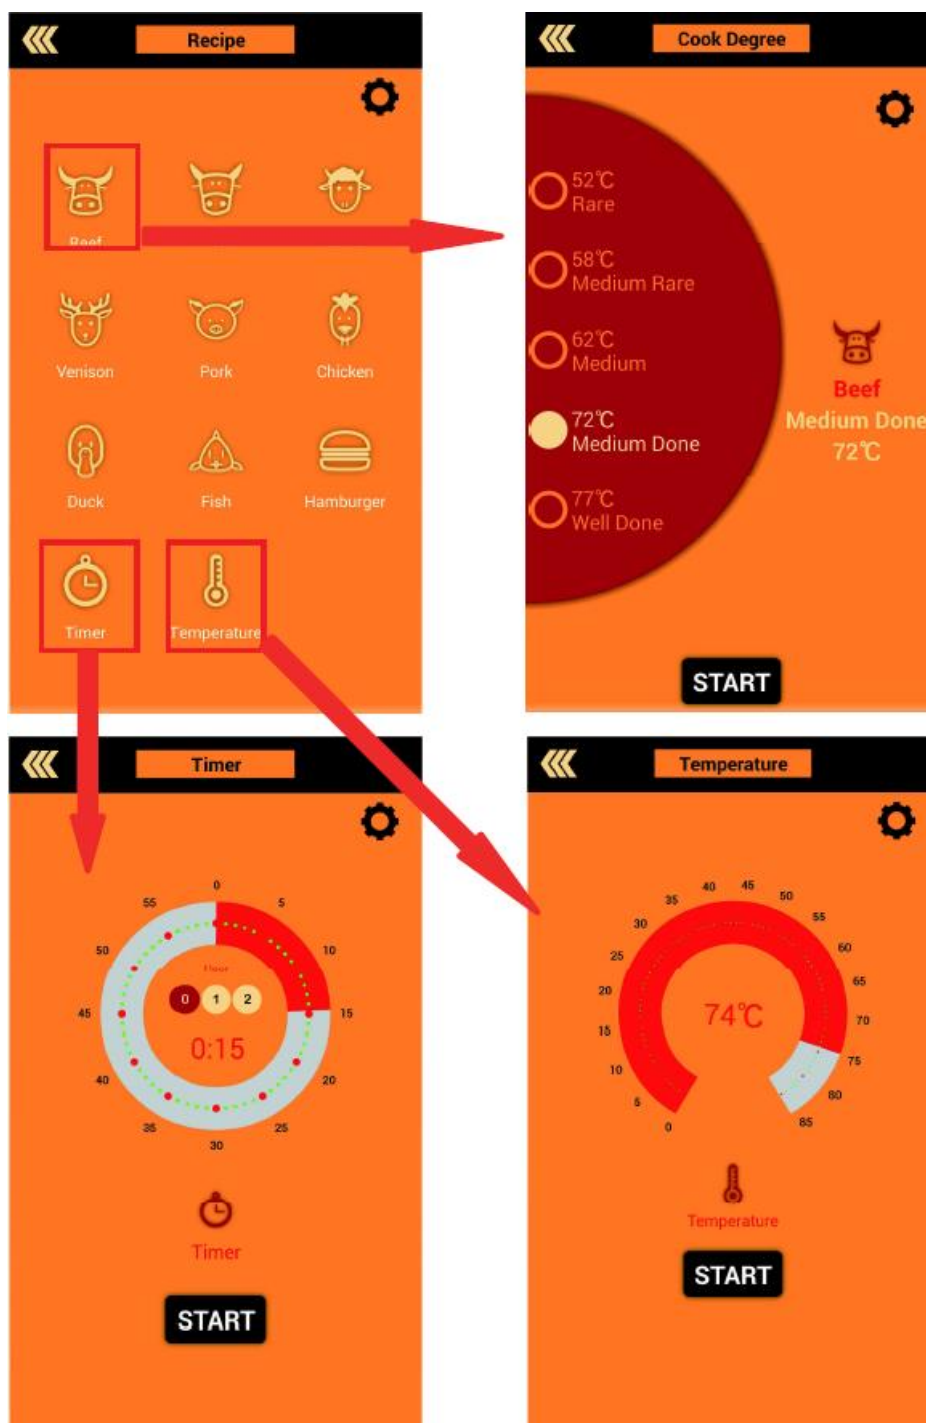 Recipe
Beef
Venison
Pork
Chicken
Duck
Fish
Hamburger
Timer
Temperature
Cook Degree
52℃
Rare
58℃
Medium Rare
62℃
Medium
72℃
Medium Done
77℃
Well Done
Beef
Medium Done
72℃
START
Timer
0
5
10
15
20
25
30
35
40
45
50
55
Hour
0 1 2
0:15
Timer
START
Temperature
0
5
10
15
20
25
30
35
40
45
50
55
60
65
70
75
80
85
74℃
Temperature
START